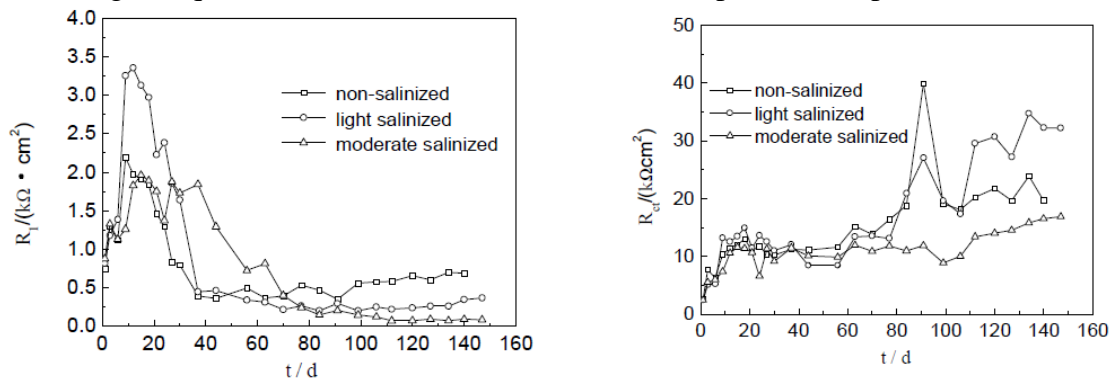 4.0
3.5
3.0
2.5
2.0
1.5
1.0
0.5
0.0
R1/(kΩ • cm²)
non-salinized
light salinized
moderate salinized
0 20 40 60 80 100 120 140 160
t / d
50
40
30
20
10
0
Rct/(kΩcm²)
non-salinized
light salinized
moderate salinized
0 20 40 60 80 100 120 140 160
t / d